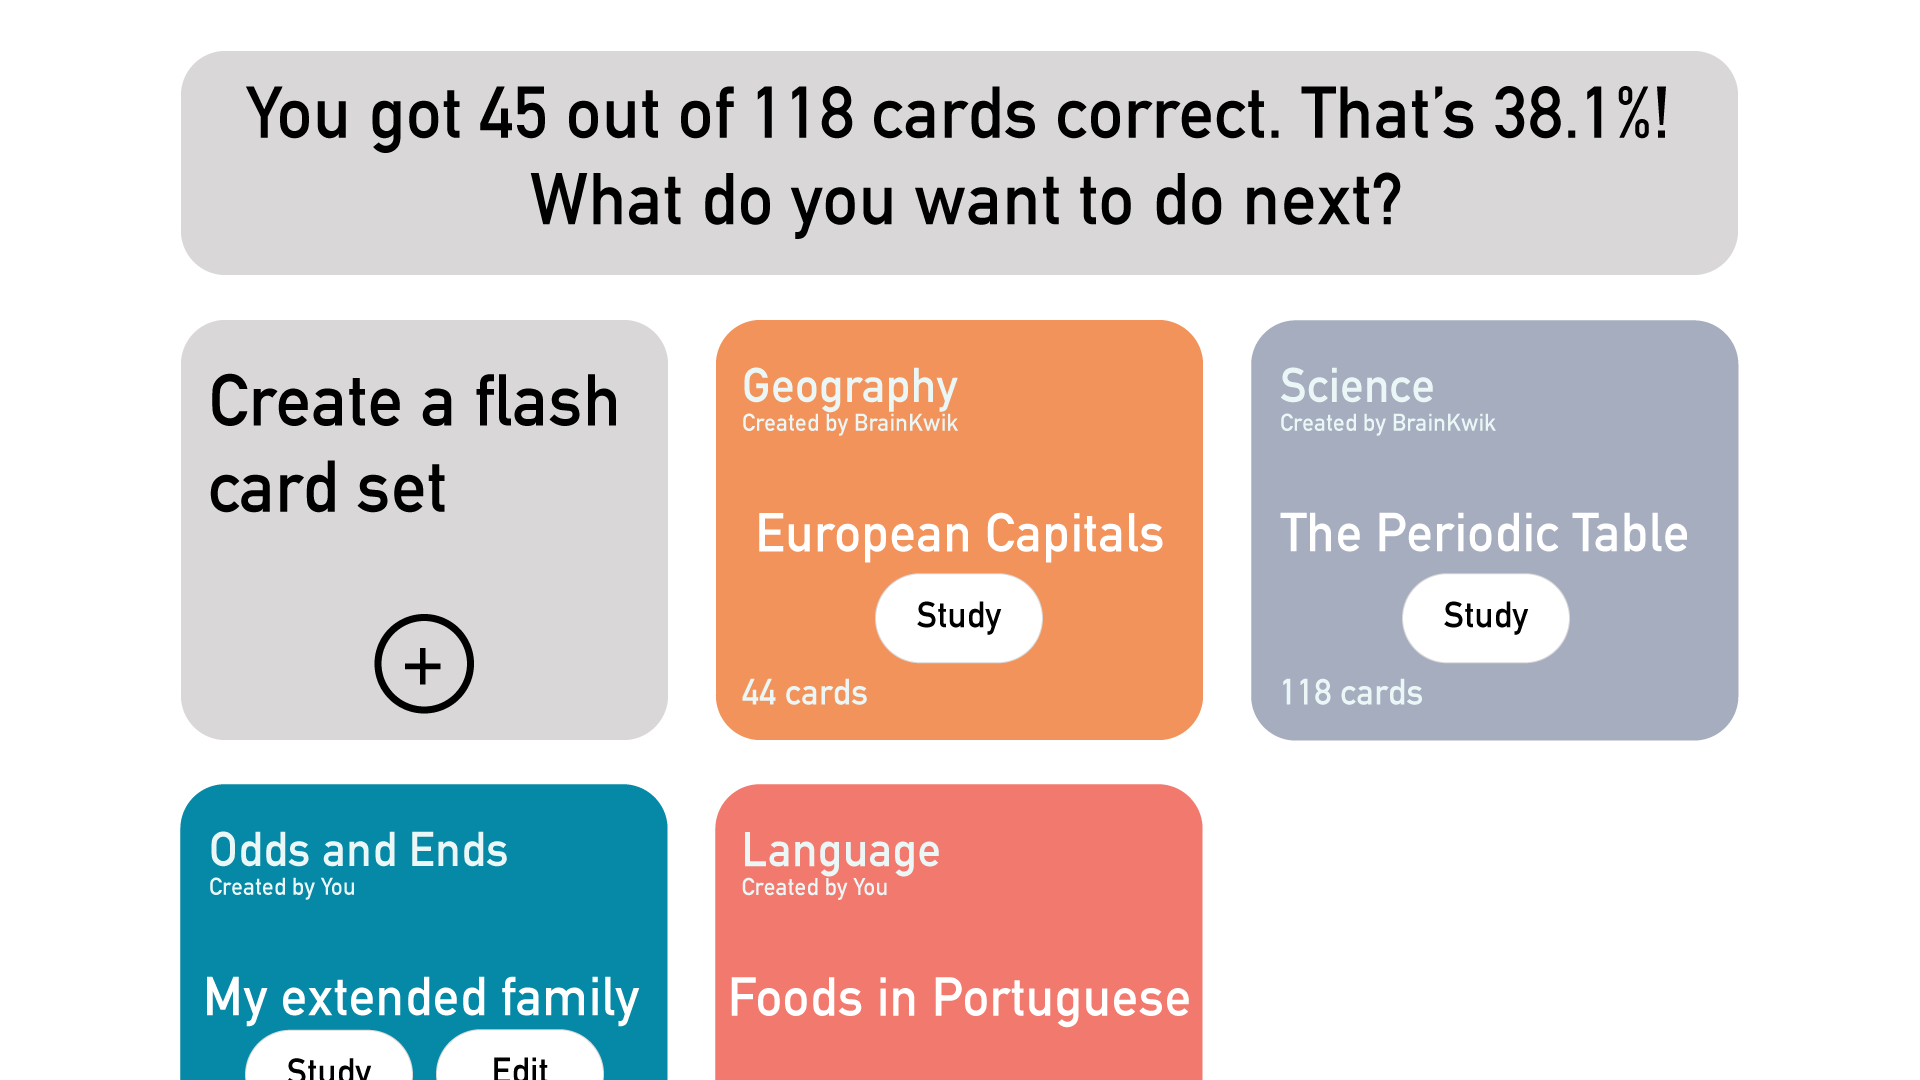 You got 45 out of 118 cards correct. That's 38.1%!
What do you want to do next?
Create a flash
card set
+
Geography
Created by BrainKwik
European Capitals
Study
44 cards
Science
Created by BrainKwik
The Periodic Table
Study
118 cards
Odds and Ends
Created by You
My extended family
Study
Edit
Language
Created by You
Foods in Portuguese